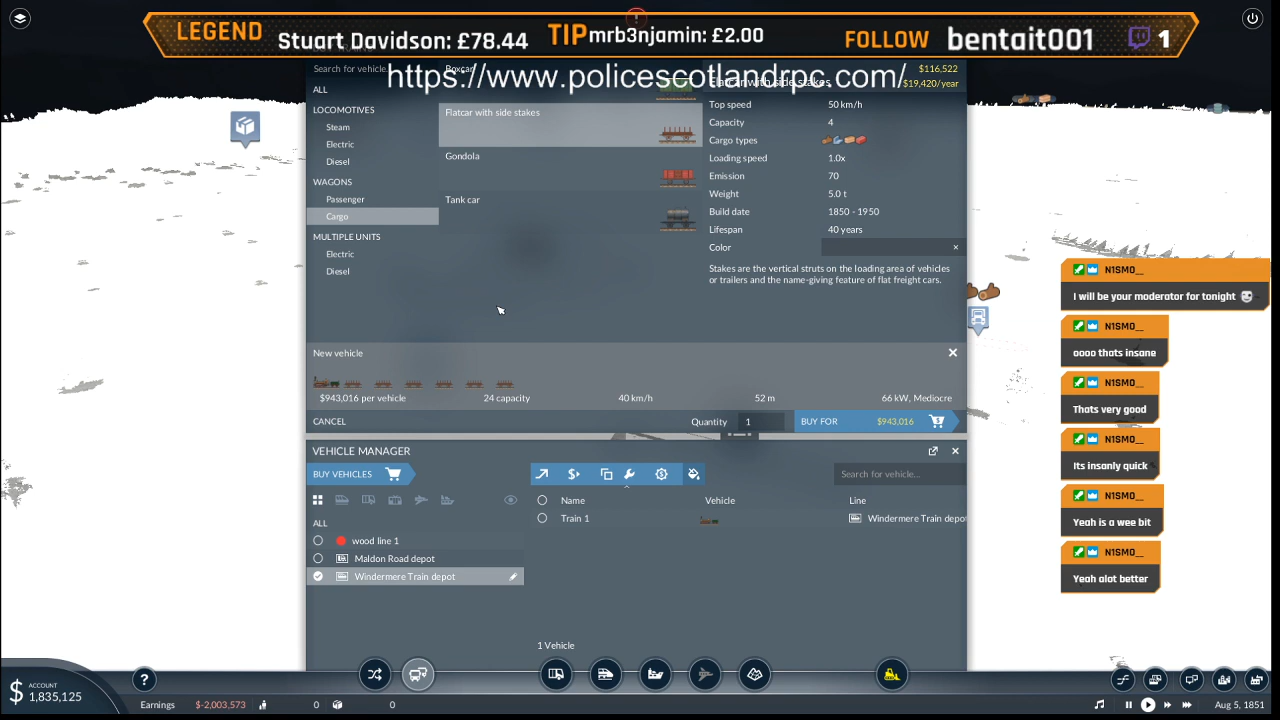 LEGEND
Stuart Davidson: £78.44
TIP
mrb3njamin: £2.00
FOLLOW
bentait001
1
https://www.policescotlandrpt.com/
Search for vehicle.
Boxcar
$116,522
Flatcar with side stakes
$19,420/year
ALL
LOCOMOTIVES
Steam
Electric
Diesel
WAGONS
Passenger
Cargo
MULTIPLE UNITS
Electric
Diesel
Flatcar with side stakes
Gondola
Tank car
Top speed 50 km/h
Capacity 4
Cargo types
Loading speed 1.0x
Emission 70
Weight 5.0 t
Build date 1850 - 1950
Lifespan 40 years
Color ×
Stakes are the vertical struts on the loading area of vehicles
or trailers and the name-giving feature of flat freight cars.
New vehicle
$943,016 per vehicle 24 capacity 40 km/h 52 m 66 kW, Mediocre
CANCEL Quantity 1 BUY FOR $943,016
VEHICLE MANAGER
BUY VEHICLES
Search for vehicle...
Name Vehicle Line
Train 1 Windermere Train depot
ALL
wood line 1
Maldon Road depot
Windermere Train depot
1 Vehicle
N1SMO__
I will be your moderator for tonight
N1SMO__
oooo thats insane
N1SMO__
Thats very good
N1SMO__
Its insanly quick
N1SMO__
Yeah is a wee bit
N1SMO__
Yeah alot better
$ ACCOUNT
1,835,125
?
Earnings $-2,003,573 0 0
Aug 5, 1851